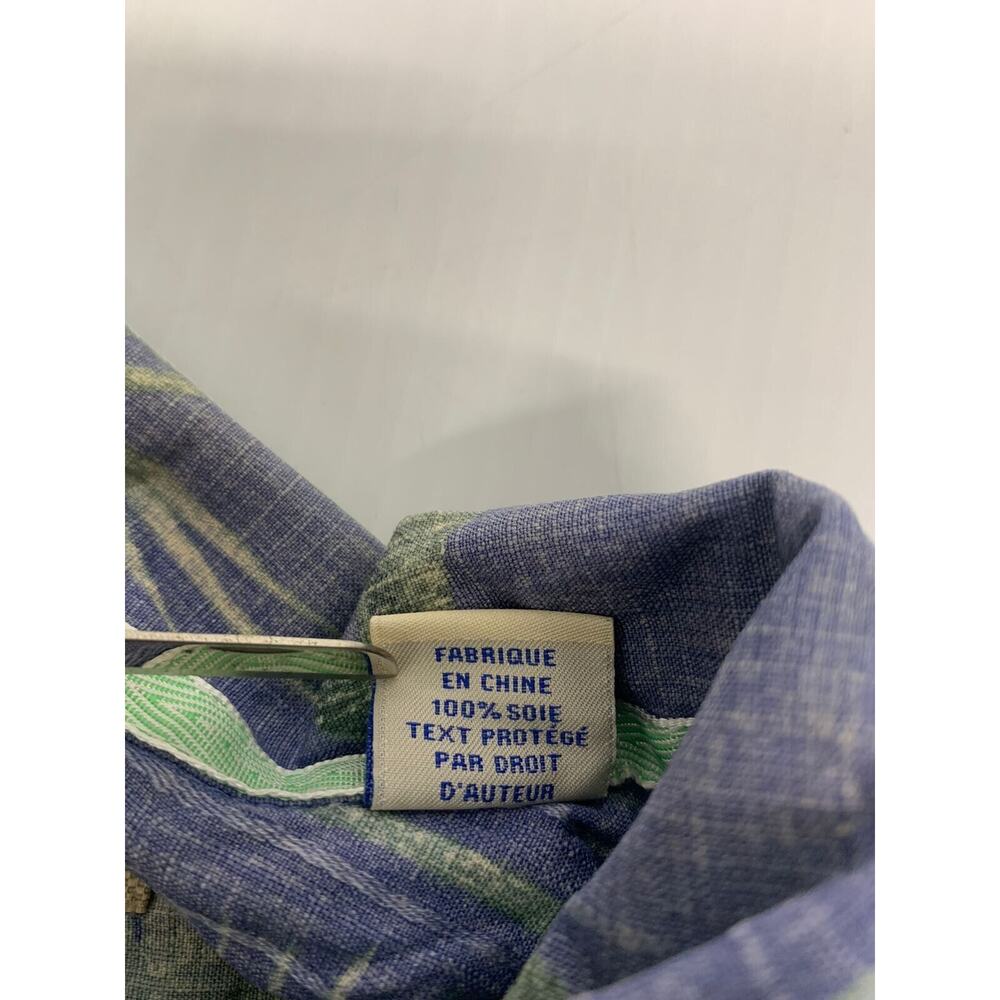 FABRIQUE
EN CHINE
100% SOIE
TEXT PROTÉGÉ
PAR DROIT
D'AUTEUR